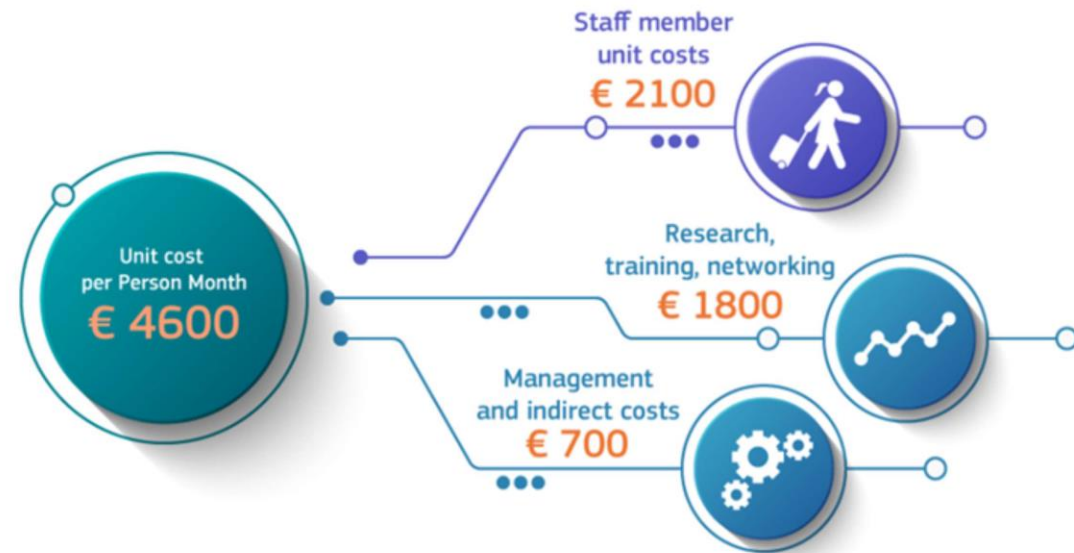 Staff member
unit costs
€ 2100
Unit cost
per Person Month
€ 4600
Research,
training, networking
€ 1800
Management
and indirect costs
€ 700